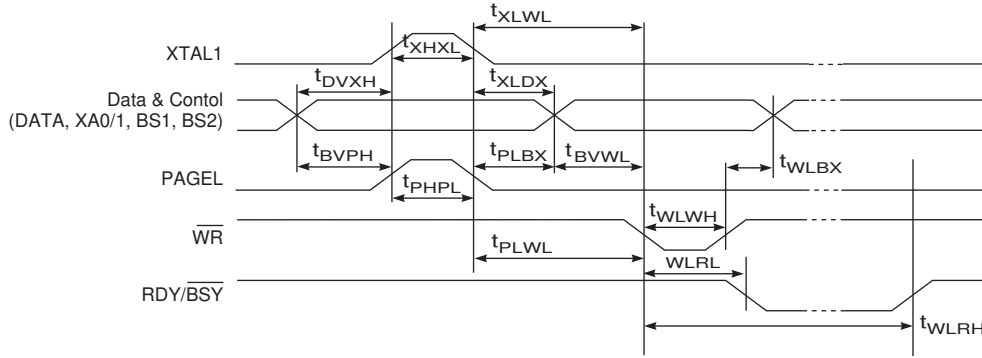 tXLWL
XTAL1
tXHXL
tDVXH
tXLDX
Data & Contol
(DATA, XA0/1, BS1, BS2)
tBVPH
tPLBX
tBVWL
tWLBX
PAGEL
tPHPL
tWLWH
WR
tPLWL
WLRL
RDY/BSY
tWLRH